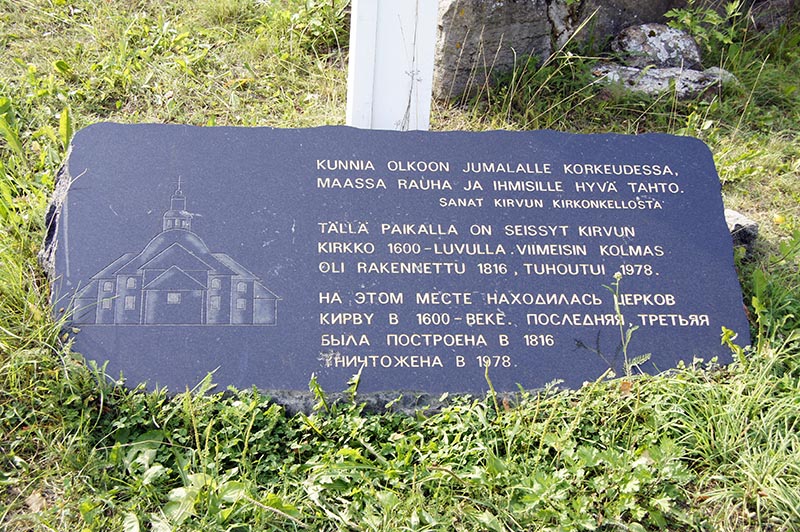 KUNNIA OLKOON JUMALALLE KORKEUDESSA,
MAASSA RAUHA JA IHMISILLE HYVÄ TAHTO.
SANAT KIRVUN KIRKONKELLOSTA
TÄLLÄ PAIKALLA ON SEISSYT KIRVUN
KIRKKO 1600-LUVULLA. VIIMEISIN KOLMAS
OLI RAKENNETTU 1816, TUHOUTUI 1978.
НА ЭТОМ МЕСТЕ НАХОДИЛАСЬ ЦЕРКОВ
КИРВУ В 1600-ВЕКЕ. ПОСЛЕДНЯЯ ТРЕТЬЯ
БЫЛА ПОСТРОЕНА В 1816
УНИЧТОЖЕНА В 1978.